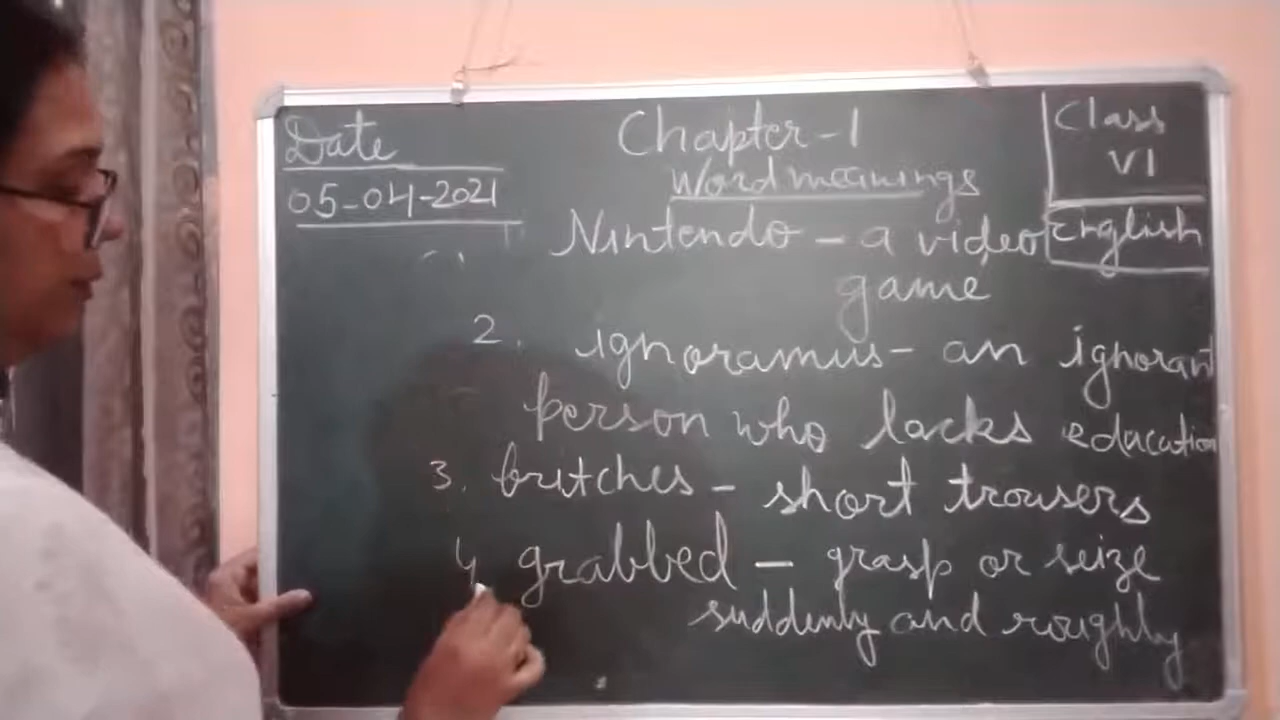 Date
05-04-2021
Chapter-1
Word meanings
Class
VI
English
Nintendo - a video
game
2. ignoramus - an ignorant
person who lacks education
3. britches - short trousers
4 grabbed - grasp or seize
suddenly and roughly